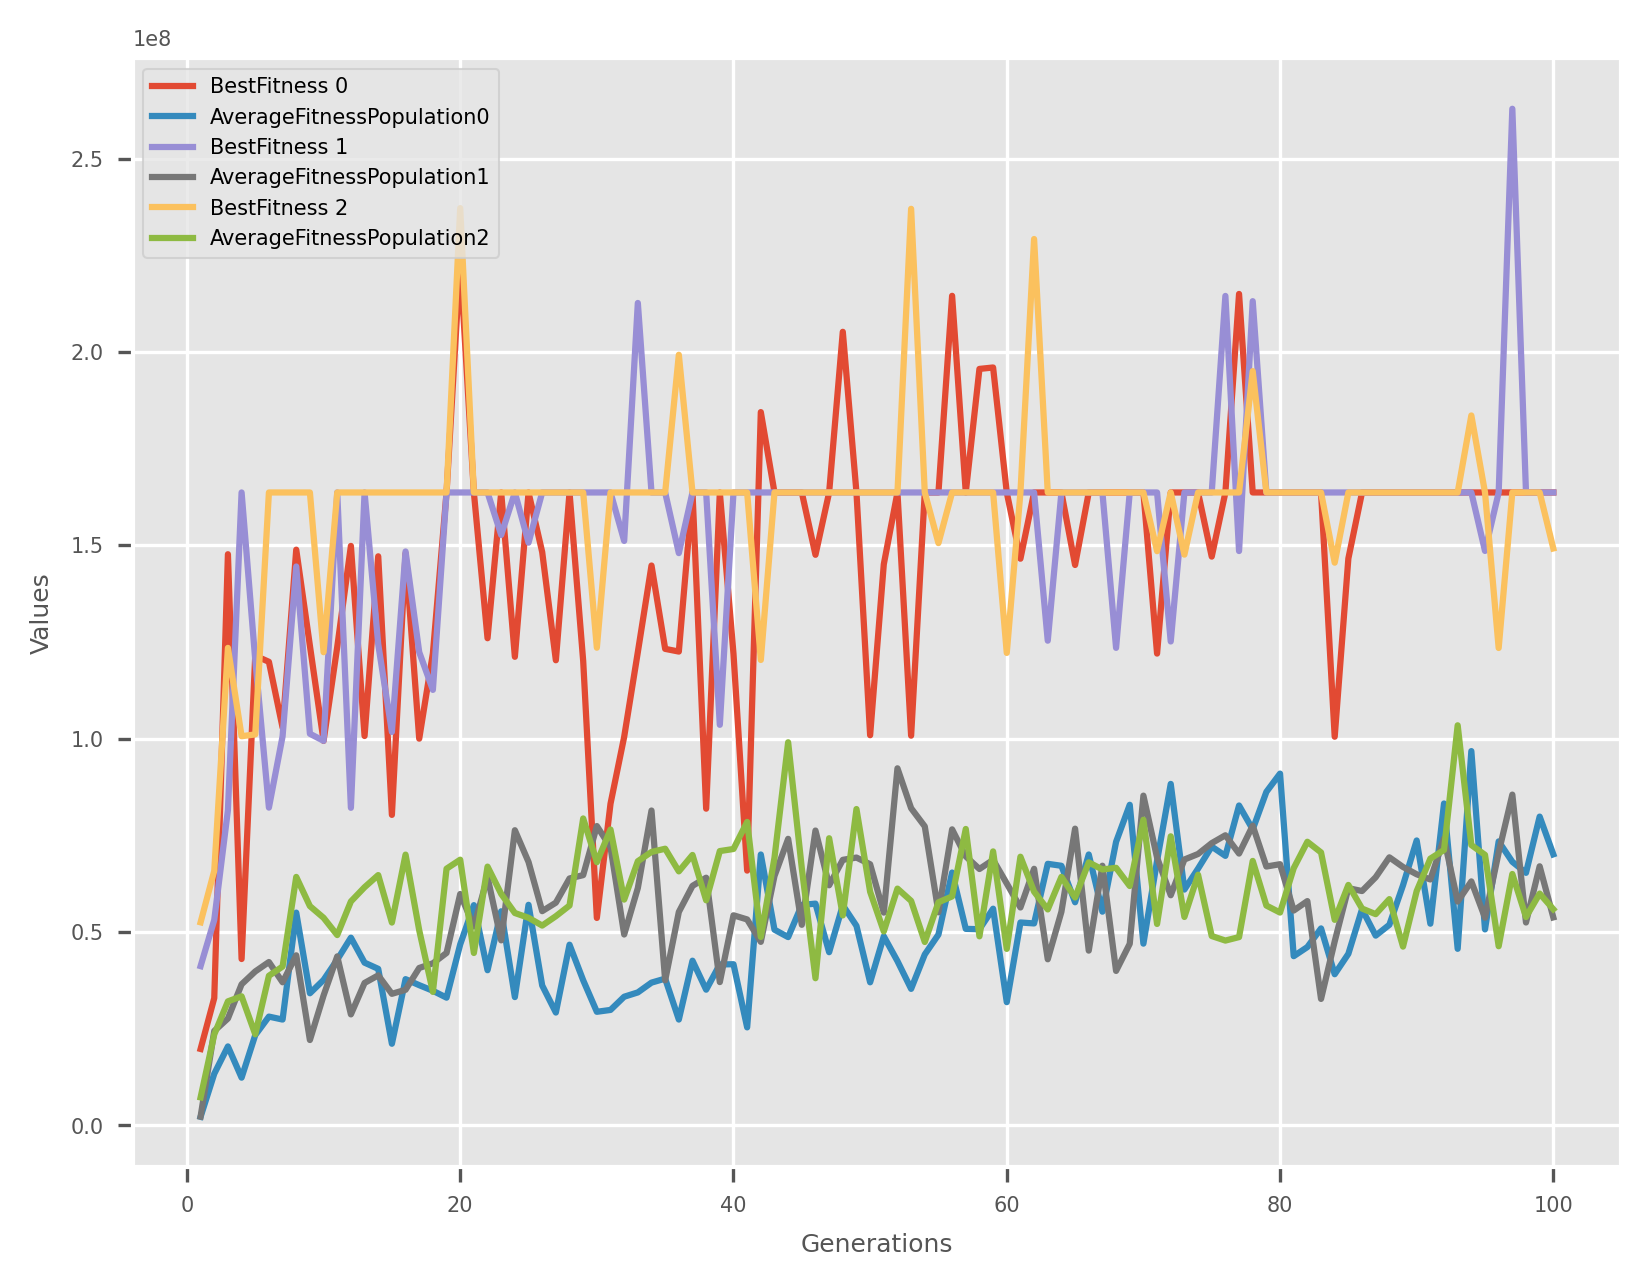 1e8
BestFitness 0
AverageFitnessPopulation0
BestFitness 1
AverageFitnessPopulation1
BestFitness 2
AverageFitnessPopulation2
2.5
2.0
1.5
1.0
0.5
0.0
Values
0 20 40 60 80 100
Generations